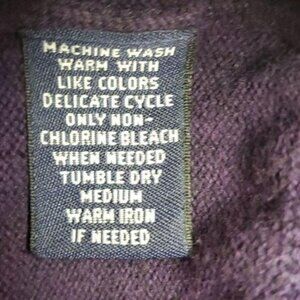 MACHINE WASH
WARM WITH
LIKE COLORS
DELICATE CYCLE
ONLY NON-
CHLORINE BLEACH
WHEN NEEDED
TUMBLE DRY
MEDIUM
WARM IRON
IF NEEDED